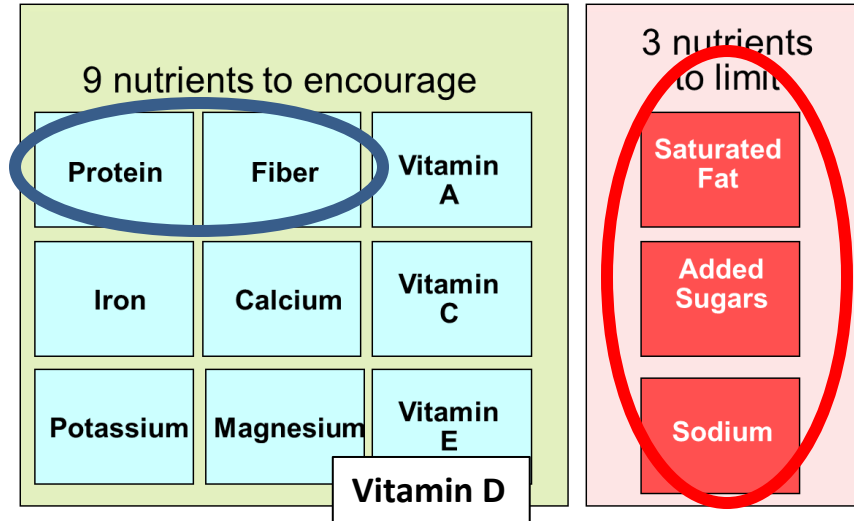 9 nutrients to encourage
Protein
Fiber
Vitamin
A
Iron
Calcium
Vitamin
C
Potassium
Magnesium
Vitamin
E
Vitamin D
3 nutrients
to limit
Saturated
Fat
Added
Sugars
Sodium